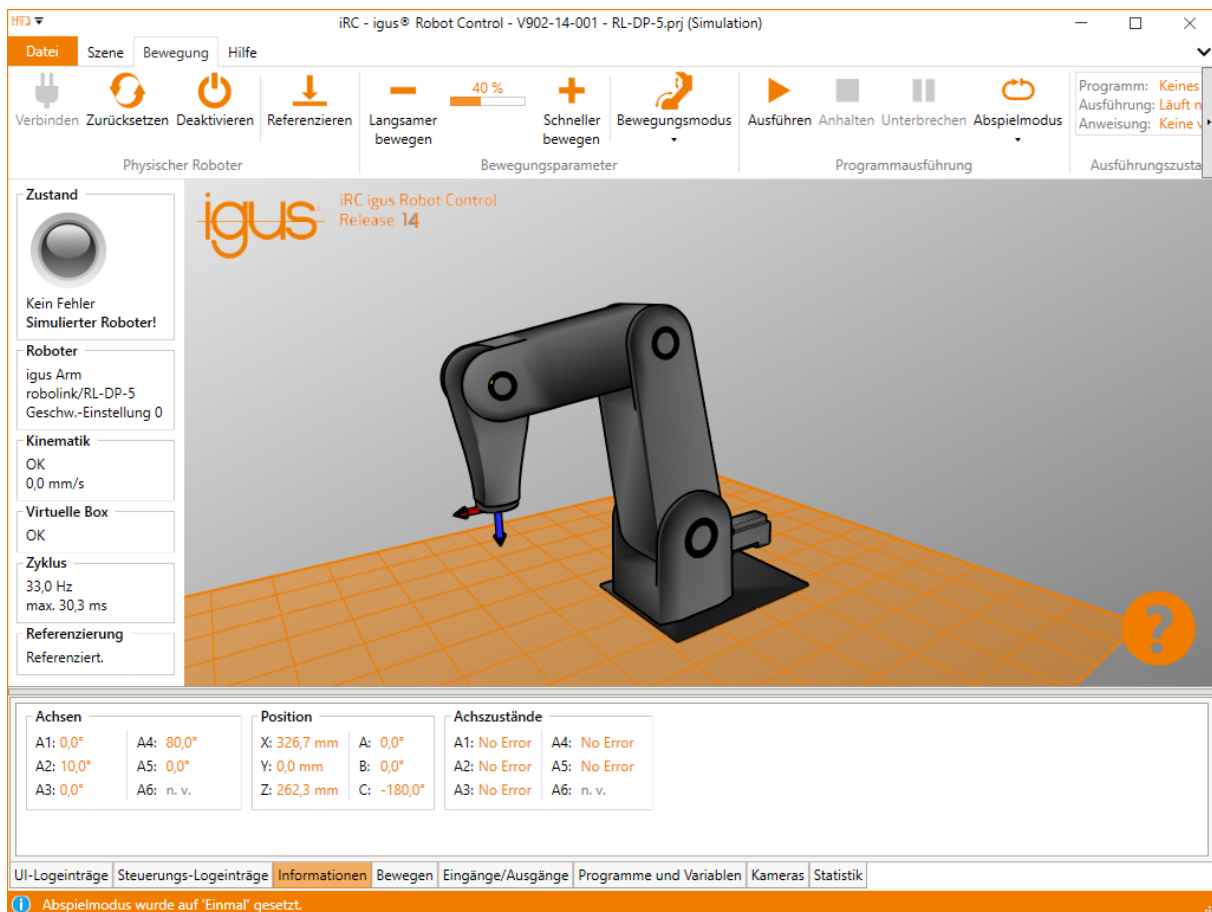 iRC - igus® Robot Control - V902-14-001 - RL-DP-5.prj (Simulation)
Datei Szene Bewegung Hilfe
Verbinden Zurücksetzen Deaktivieren Referenzieren
Physischer Roboter
Langsamer bewegen
40 %
Schneller bewegen
Bewegungsmodus
Bewegungsparameter
Ausführen Anhalten Unterbrechen Abspielmodus
Programmausführung
Programm: Keines
Ausführung: Läuft n
Anweisung: Keine v
Ausführungszusta
Zustand
Kein Fehler
Simulierter Roboter!
Roboter
igus Arm
robolink/RL-DP-5
Geschw.-Einstellung 0
Kinematik
OK
0,0 mm/s
Virtuelle Box
OK
Zyklus
33,0 Hz
max. 30,3 ms
Referenzierung
Referenziert.
igus
iRC igus Robot Control
Release 14
?
Achsen
A1: 0,0° A4: 80,0°
A2: 10,0° A5: 0,0°
A3: 0,0° A6: n. v.
Position
X: 326,7 mm A: 0,0°
Y: 0,0 mm B: 0,0°
Z: 262,3 mm C: -180,0°
Achszustände
A1: No Error A4: No Error
A2: No Error A5: No Error
A3: No Error A6: n. v.
UI-Logeinträge Steuerungs-Logeinträge Informationen Bewegen Eingänge/Ausgänge Programme und Variablen Kameras Statistik
Abspielmodus wurde auf 'Einmal' gesetzt.